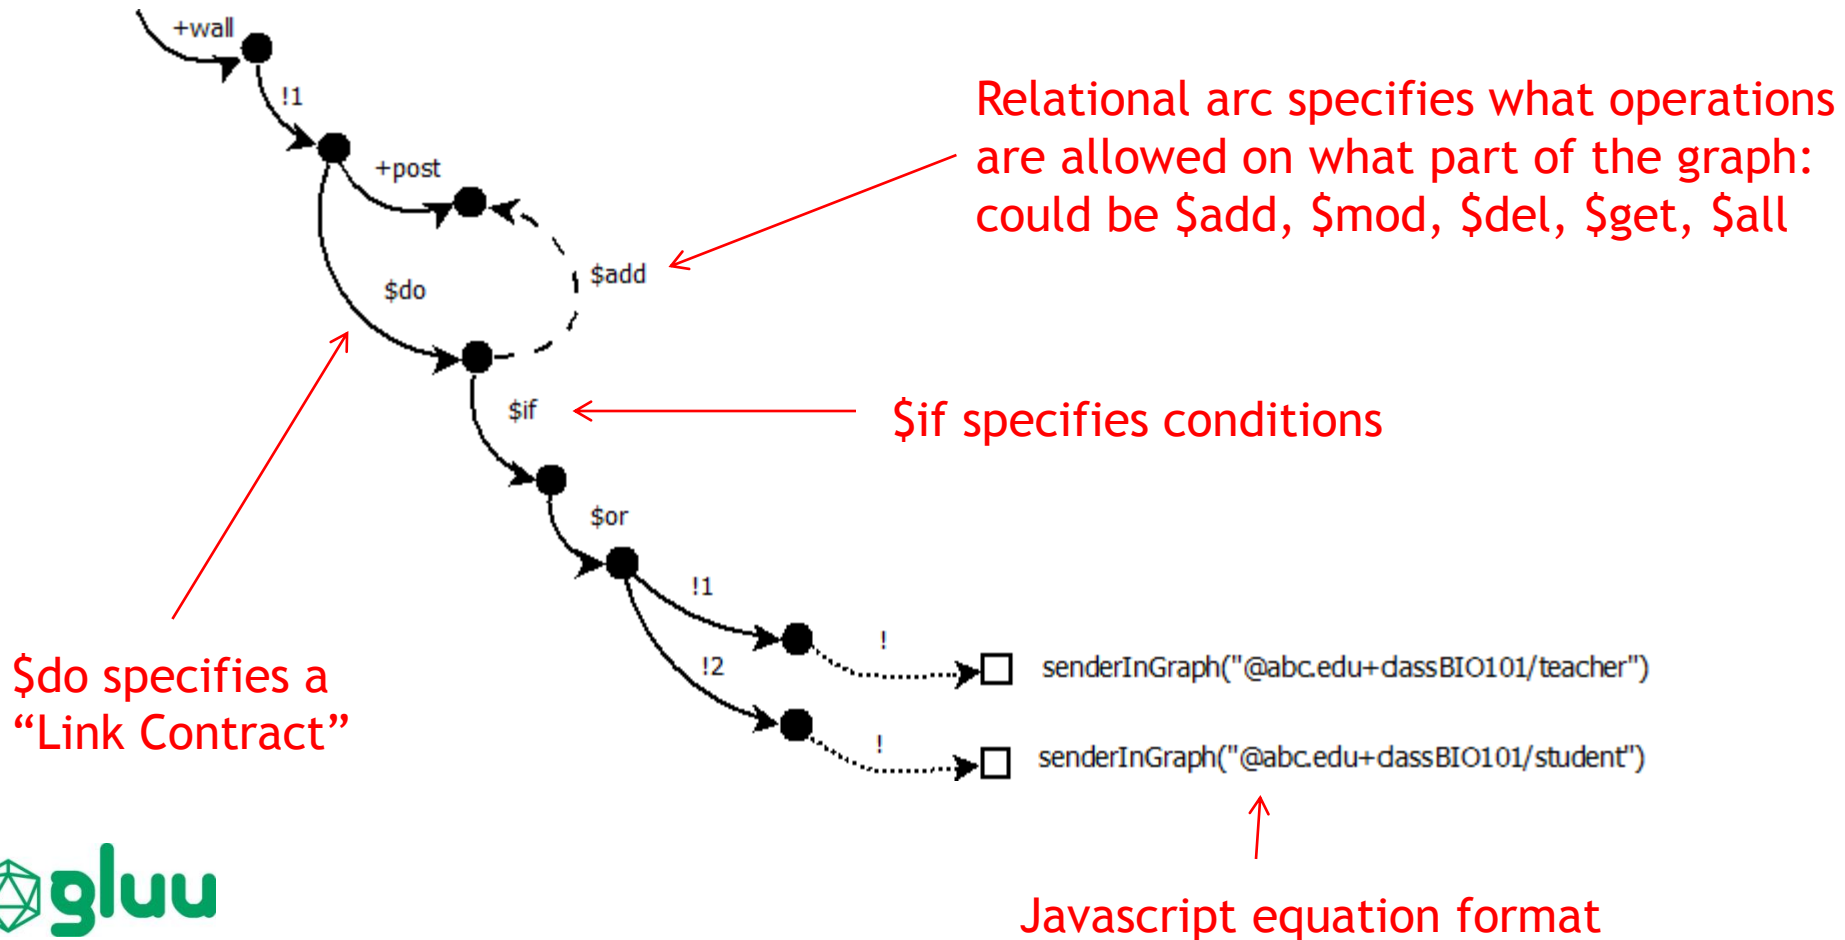 +wall
!1
Relational arc specifies what operations
are allowed on what part of the graph:
could be $add, $mod, $del, $get, $all
+post
$add
$do
$if
$if specifies conditions
$or
!1
!
senderInGraph("@abc.edu+classBIO101/teacher")
!2
$do specifies a
“Link Contract”
!
senderInGraph("@abc.edu+classBIO101/student")
gluu
Javascript equation format